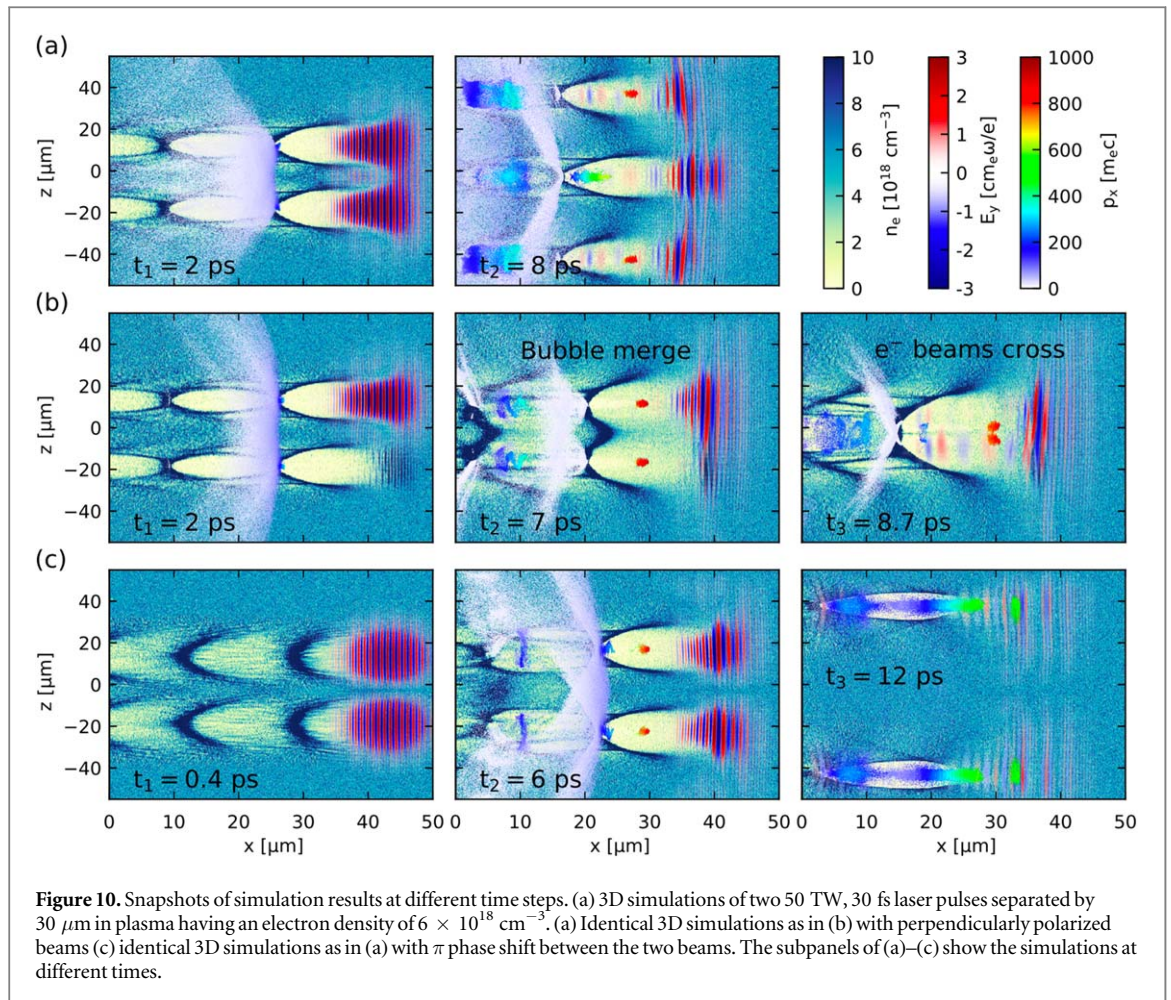 (a)
z [µm]
40
20
0
−20
−40
t₁ = 2 ps
40
20
0
−20
−40
t₂ = 8 ps
10
8
6
4
2
0
nₑ [10¹⁸ cm⁻³]
3
2
1
0
-1
-2
-3
E_y [cmₑω/e]
1000
800
600
400
200
0
pₓ [mₑc]
(b)
z [µm]
40
20
0
−20
−40
t₁ = 2 ps
Bubble merge
t₂ = 7 ps
e⁻ beams cross
t₃ = 8.7 ps
(c)
z [µm]
40
20
0
−20
−40
t₁ = 0.4 ps
t₂ = 6 ps
t₃ = 12 ps
0 10 20 30 40 50
0 10 20 30 40 50
0 10 20 30 40 50
x [µm]
x [µm]
x [µm]
Figure 10. Snapshots of simulation results at different time steps. (a) 3D simulations of two 50 TW, 30 fs laser pulses separated by
30 μm in plasma having an electron density of 6 × 10¹⁸ cm⁻³. (a) Identical 3D simulations as in (b) with perpendicularly polarized
beams (c) identical 3D simulations as in (a) with π phase shift between the two beams. The subpanels of (a)–(c) show the simulations at
different times.